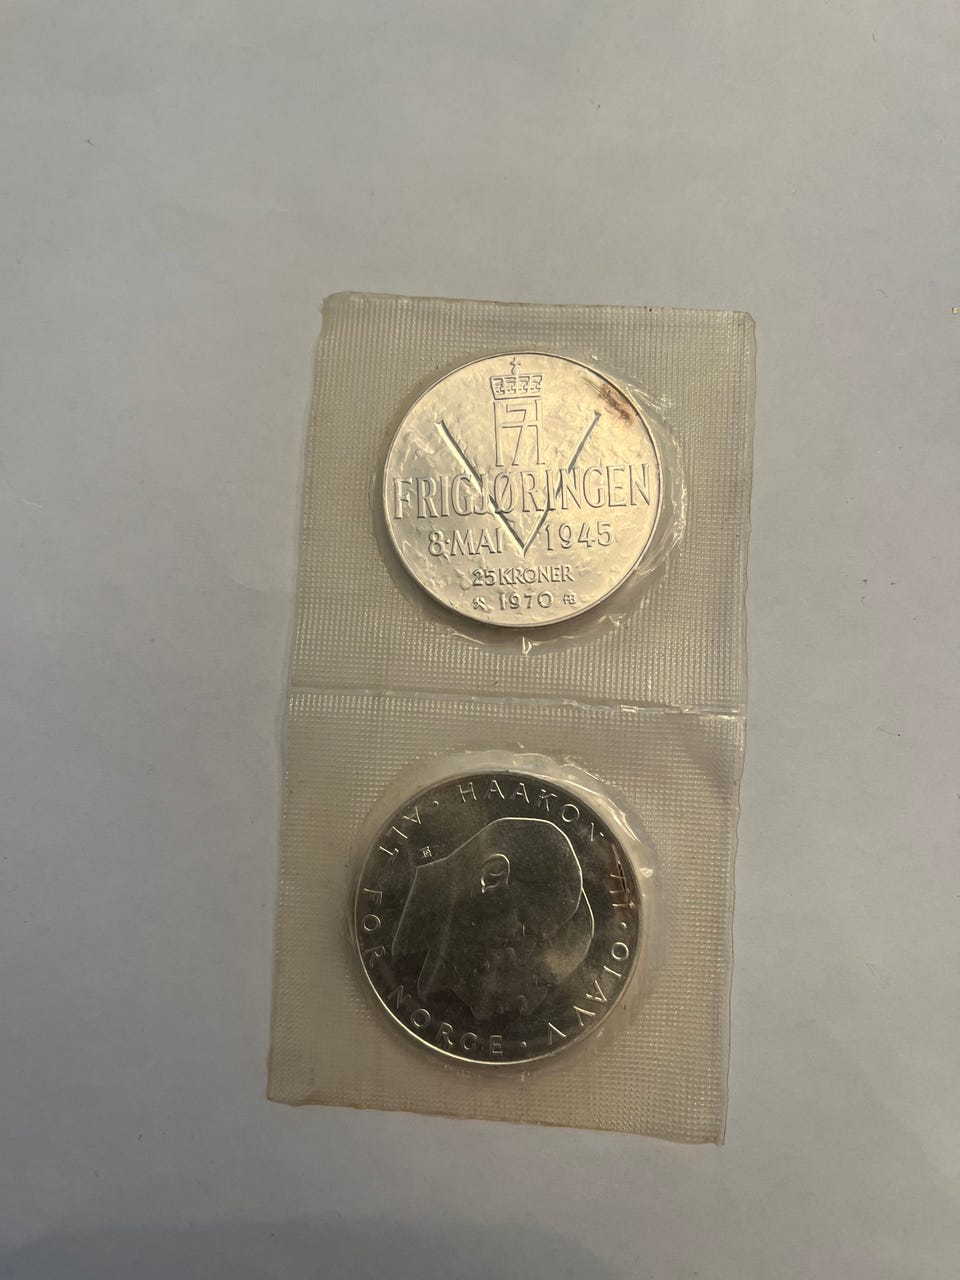 FRIGJØRINGEN
8·MAI 1945
25 KRONER
1970
ALT FOR NORGE · HAAKON VII · OLAV V ·